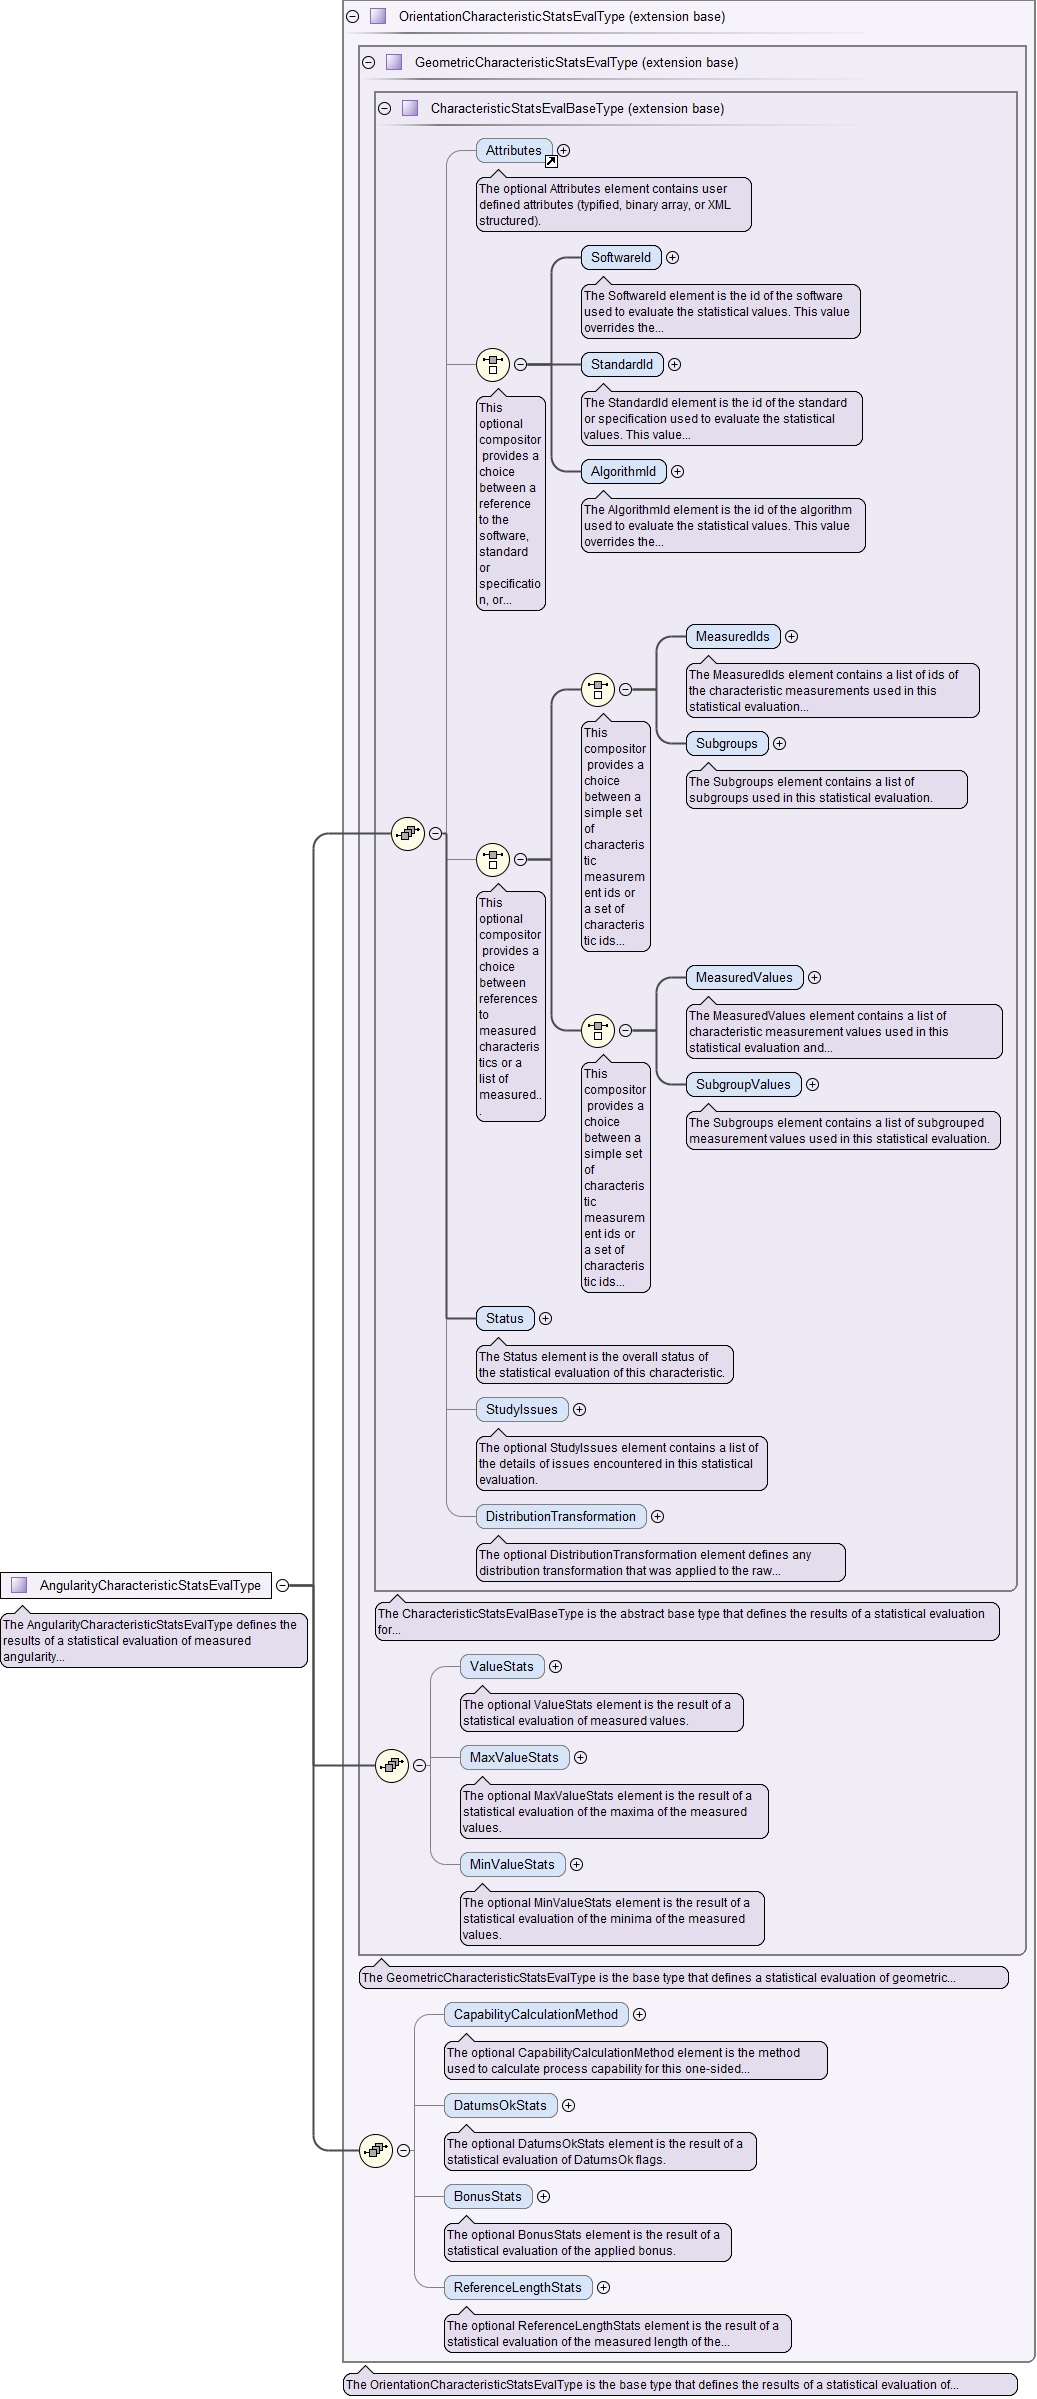 OrientationCharacteristicStatsEvalType (extension base)
GeometricCharacteristicStatsEvalType (extension base)
CharacteristicStatsEvalBaseType (extension base)
Attributes
The optional Attributes element contains user
defined attributes (typified, binary array, or XML
structured).
SoftwareId
The SoftwareId element is the id of the software
used to evaluate the statistical values. This value
overrides the...
StandardId
The StandardId element is the id of the standard
or specification used to evaluate the statistical
values. This value...
AlgorithmId
The AlgorithmId element is the id of the algorithm
used to evaluate the statistical values. This value
overrides the...
This
optional
compositor
provides a
choice
between a
reference
to the
software,
standard
or
specificatio
n, or...
MeasuredIds
The MeasuredIds element contains a list of ids of
the characteristic measurements used in this
statistical evaluation...
Subgroups
The Subgroups element contains a list of
subgroups used in this statistical evaluation.
This
compositor
provides a
choice
between a
simple set
of
characteris
tic
measurem
ent ids or
a set of
characteris
tic ids...
This
optional
compositor
provides a
choice
between
references
to
measured
characteris
tics or a
list of
measured..
.
MeasuredValues
The MeasuredValues element contains a list of
characteristic measurement values used in this
statistical evaluation and...
SubgroupValues
The Subgroups element contains a list of subgrouped
measurement values used in this statistical evaluation.
This
compositor
provides a
choice
between a
simple set
of
characteris
tic
measurem
ent ids or
a set of
characteris
tic ids...
Status
The Status element is the overall status of
the statistical evaluation of this characteristic.
StudyIssues
The optional StudyIssues element contains a list of
the details of issues encountered in this statistical
evaluation.
DistributionTransformation
The optional DistributionTransformation element defines any
distribution transformation that was applied to the raw...
AngularityCharacteristicStatsEvalType
The AngularityCharacteristicStatsEvalType defines the
results of a statistical evaluation of measured
angularity...
The CharacteristicStatsEvalBaseType is the abstract base type that defines the results of a statistical evaluation
for...
ValueStats
The optional ValueStats element is the result of a
statistical evaluation of measured values.
MaxValueStats
The optional MaxValueStats element is the result of a
statistical evaluation of the maxima of the measured
values.
MinValueStats
The optional MinValueStats element is the result of a
statistical evaluation of the minima of the measured
values.
The GeometricCharacteristicStatsEvalType is the base type that defines a statistical evaluation of geometric...
CapabilityCalculationMethod
The optional CapabilityCalculationMethod element is the method
used to calculate process capability for this one-sided...
DatumsOkStats
The optional DatumsOkStats element is the result of a
statistical evaluation of DatumsOk flags.
BonusStats
The optional BonusStats element is the result of a
statistical evaluation of the applied bonus.
ReferenceLengthStats
The optional ReferenceLengthStats element is the result of a
statistical evaluation of the measured length of the...
The OrientationCharacteristicStatsEvalType is the base type that defines the results of a statistical evaluation of...